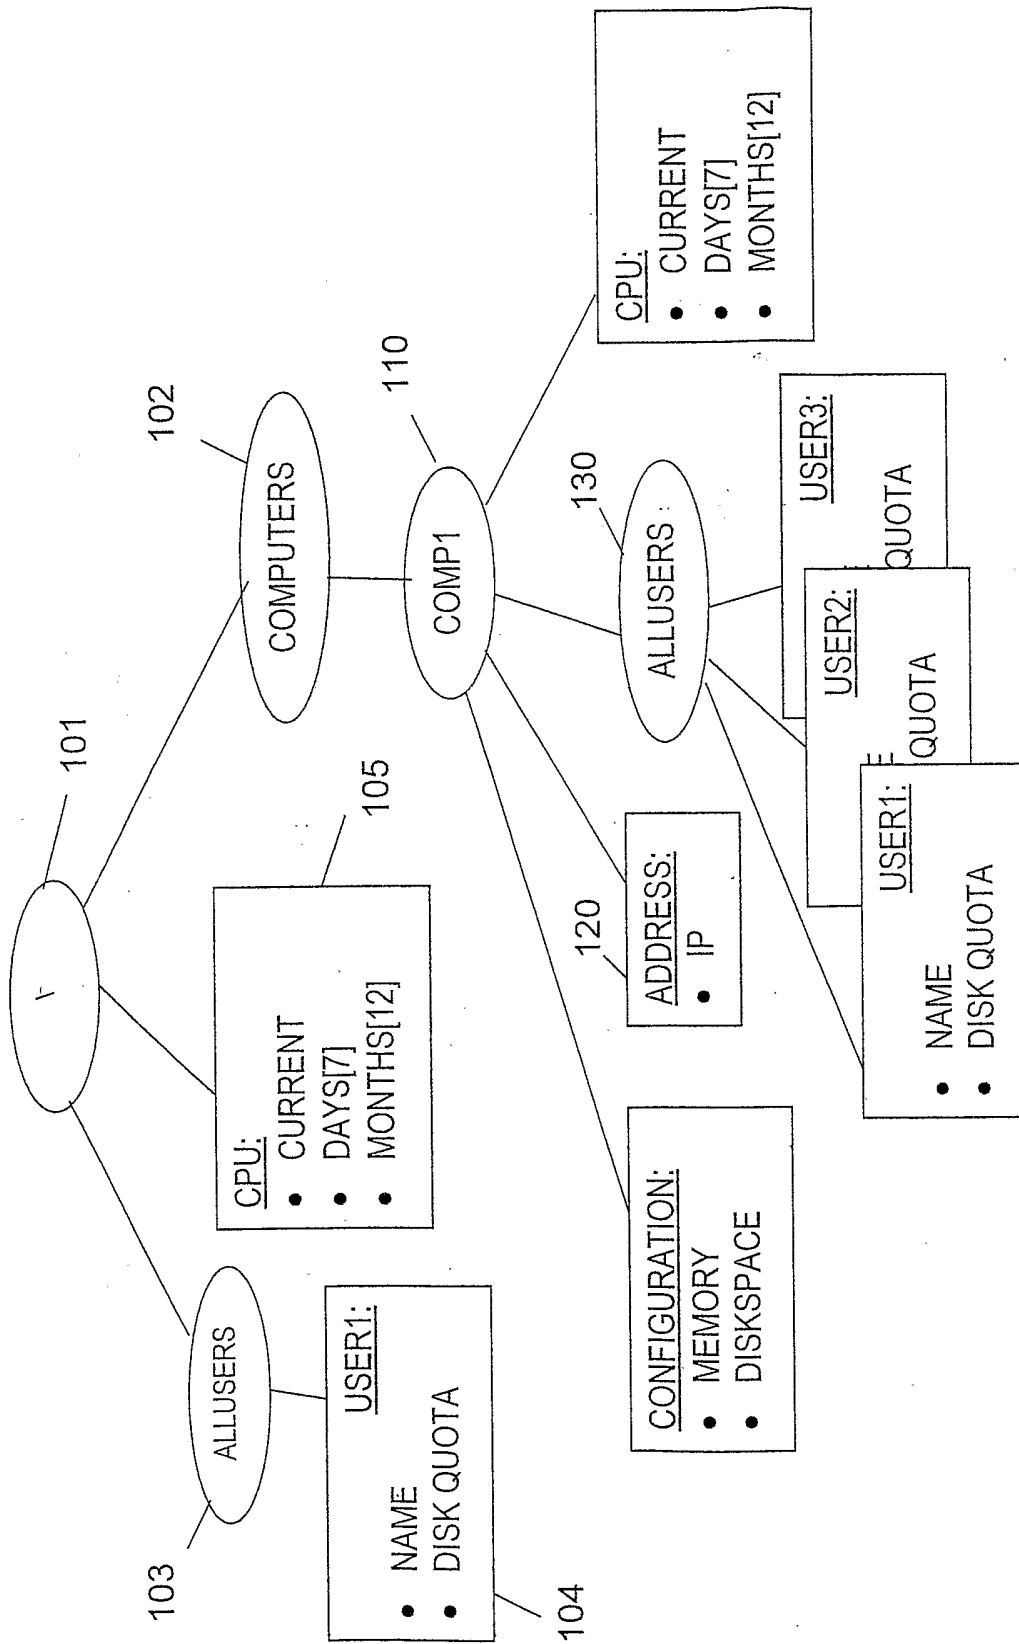 101
103
102
ALLUSERS
COMPUTERS
CPU:
• CURRENT
• DAYS[7]
• MONTHS[12]
105
USER1:
• NAME
• DISK QUOTA
104
COMP1
110
CONFIGURATION:
• MEMORY
• DISKSPACE
120
ADDRESS:
• IP
130
ALLUSERS
CPU:
• CURRENT
• DAYS[7]
• MONTHS[12]
USER3:
QUOTA
USER2:
QUOTA
USER1:
• NAME
• DISK QUOTA